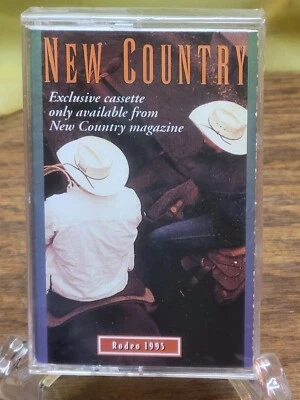 NEW COUNTRY
Exclusive cassette
only available from
New Country magazine
Rodeo 1995